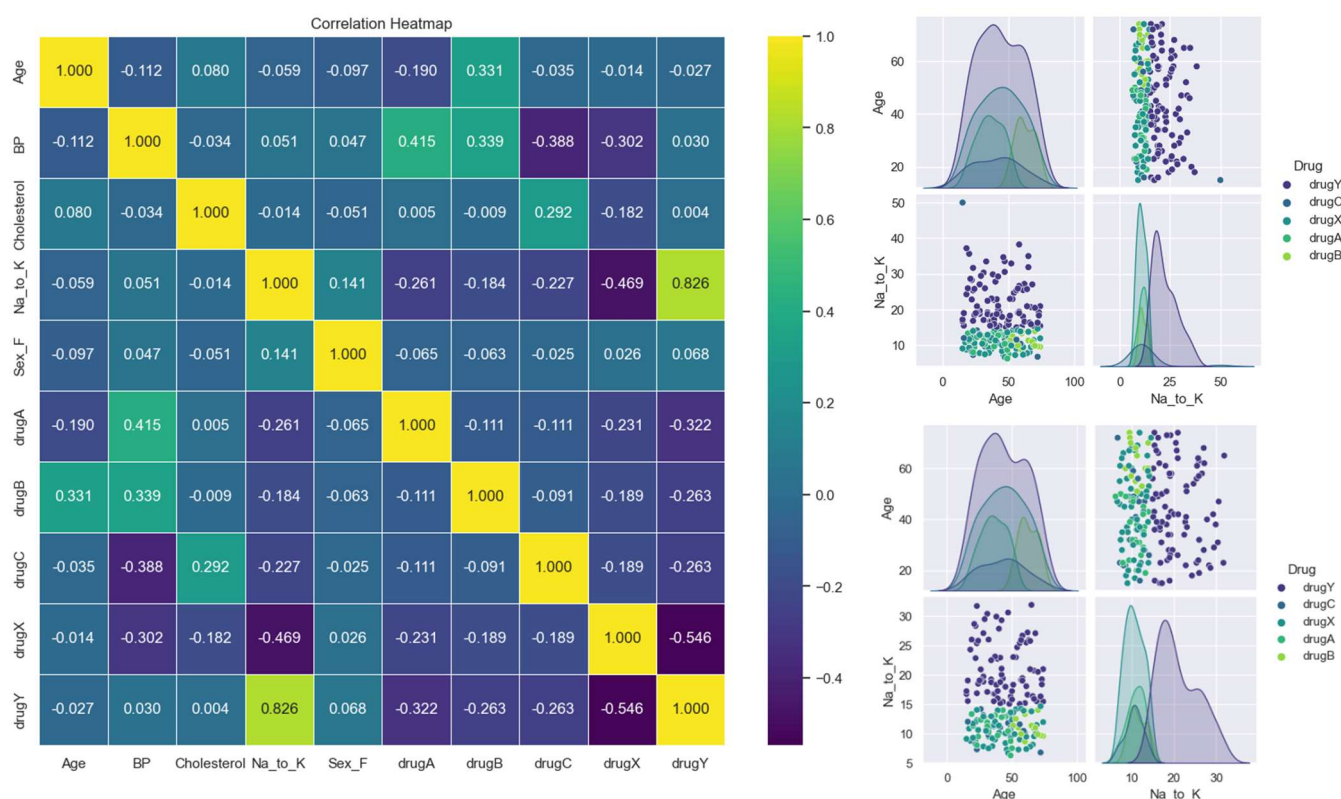 Correlation Heatmap
Age 1.000 -0.112 0.080 -0.059 -0.097 -0.190 0.331 -0.035 -0.014 -0.027
BP -0.112 1.000 -0.034 0.051 0.047 0.415 0.339 -0.388 -0.302 0.030
Cholesterol 0.080 -0.034 1.000 -0.014 -0.051 0.005 -0.009 0.292 -0.182 0.004
Na_to_K -0.059 0.051 -0.014 1.000 0.141 -0.261 -0.184 -0.227 -0.469 0.826
Sex_F -0.097 0.047 -0.051 0.141 1.000 -0.065 -0.063 -0.025 0.026 0.068
drugA -0.190 0.415 0.005 -0.261 -0.065 1.000 -0.111 -0.111 -0.231 -0.322
drugB 0.331 0.339 -0.009 -0.184 -0.063 -0.111 1.000 -0.091 -0.189 -0.263
drugC -0.035 -0.388 0.292 -0.227 -0.025 -0.111 -0.091 1.000 -0.189 -0.263
drugX -0.014 -0.302 -0.182 -0.469 0.026 -0.231 -0.189 -0.189 1.000 -0.546
drugY -0.027 0.030 0.004 0.826 0.068 -0.322 -0.263 -0.263 -0.546 1.000
Age BP Cholesterol Na_to_K Sex_F drugA drugB drugC drugX drugY
1.0
0.8
0.6
0.4
0.2
0.0
−0.2
−0.4
Age
60
40
20
Na_to_K
50
40
30
20
10
0 50 100
Age
0 25 50
Na_to_K
Drug
drugY
drugC
drugX
drugA
drugB
Age
60
40
20
Na_to_K
30
25
20
15
10
5
0 50 100
Age
10 20 30
Na_to_K
Drug
drugY
drugC
drugX
drugA
drugB